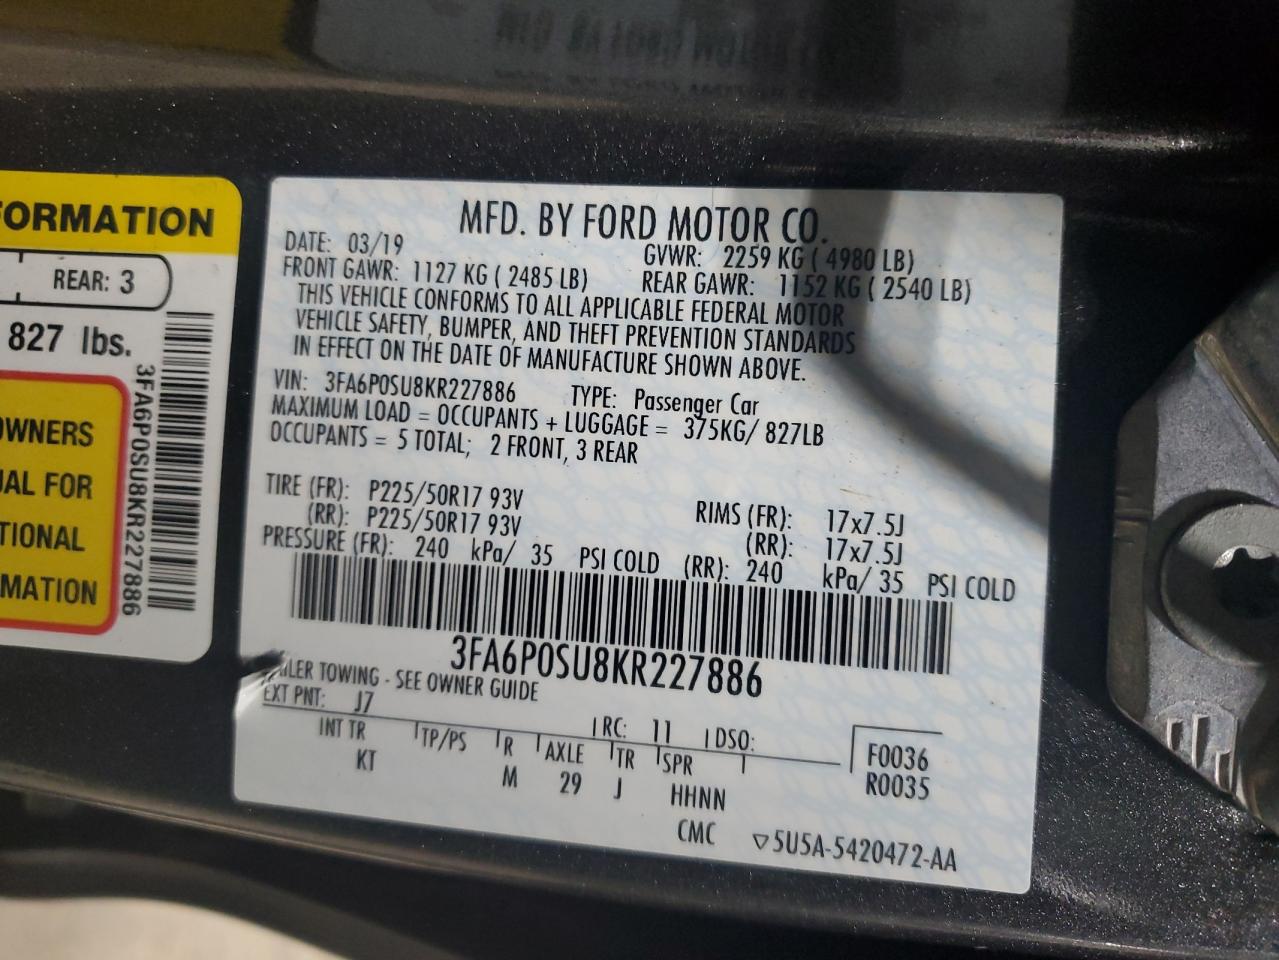 FORMATION
REAR: 3
827 lbs.
OWNERS
UAL FOR
TIONAL
MATION
3FA6P0SU8KR227886
MFD. BY FORD MOTOR CO.
DATE: 03/19 GVWR: 2259 KG ( 4980 LB)
FRONT GAWR: 1127 KG ( 2485 LB) REAR GAWR: 1152 KG ( 2540 LB)
THIS VEHICLE CONFORMS TO ALL APPLICABLE FEDERAL MOTOR
VEHICLE SAFETY, BUMPER, AND THEFT PREVENTION STANDARDS
IN EFFECT ON THE DATE OF MANUFACTURE SHOWN ABOVE.
VIN: 3FA6P0SU8KR227886 TYPE: Passenger Car
MAXIMUM LOAD = OCCUPANTS + LUGGAGE = 375KG/ 827LB
OCCUPANTS = 5 TOTAL; 2 FRONT, 3 REAR
TIRE (FR): P225/50R17 93V RIMS (FR): 17x7.5J
(RR): P225/50R17 93V (RR): 17x7.5J
PRESSURE (FR): 240 kPa/ 35 PSI COLD (RR): 240 kPa/ 35 PSI COLD
3FA6P0SU8KR227886
ILER TOWING - SEE OWNER GUIDE
EXT PNT: J7 RC: 11 DSO: F0036
INT TR TP/PS R AXLE TR SPR R0035
KT M 29 J HHNN
CMC 5U5A-5420472-AA